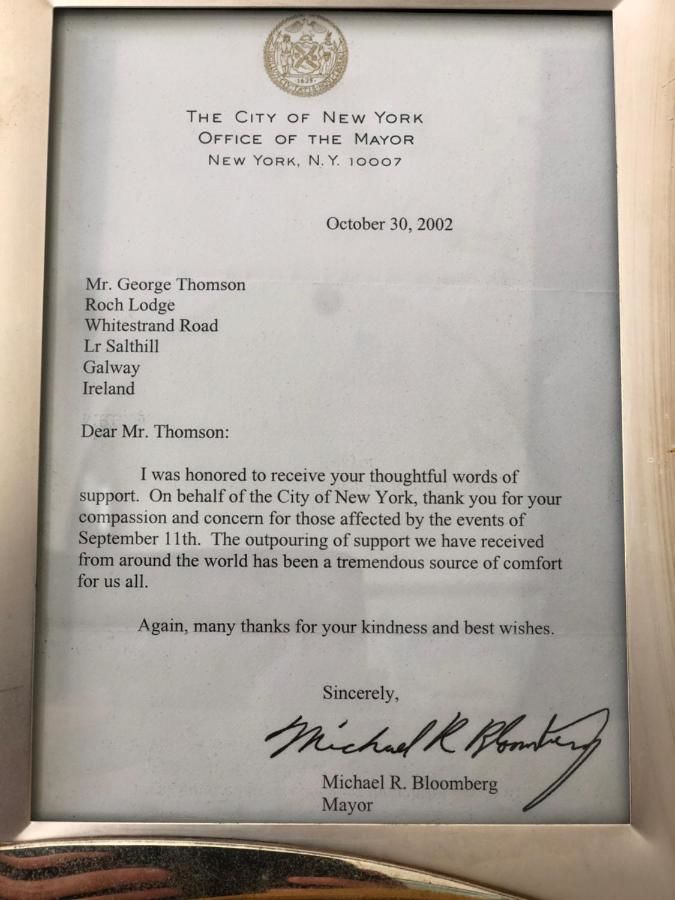 1625
THE CITY OF NEW YORK
OFFICE OF THE MAYOR
NEW YORK, N.Y. 10007
October 30, 2002
Mr. George Thomson
Roch Lodge
Whitestrand Road
Lr Salthill
Galway
Ireland
Dear Mr. Thomson:
I was honored to receive your thoughtful words of
support. On behalf of the City of New York, thank you for your
compassion and concern for those affected by the events of
September 11th. The outpouring of support we have received
from around the world has been a tremendous source of comfort
for us all.
Again, many thanks for your kindness and best wishes.
Sincerely,
Michael R Bloomberg
Michael R. Bloomberg
Mayor